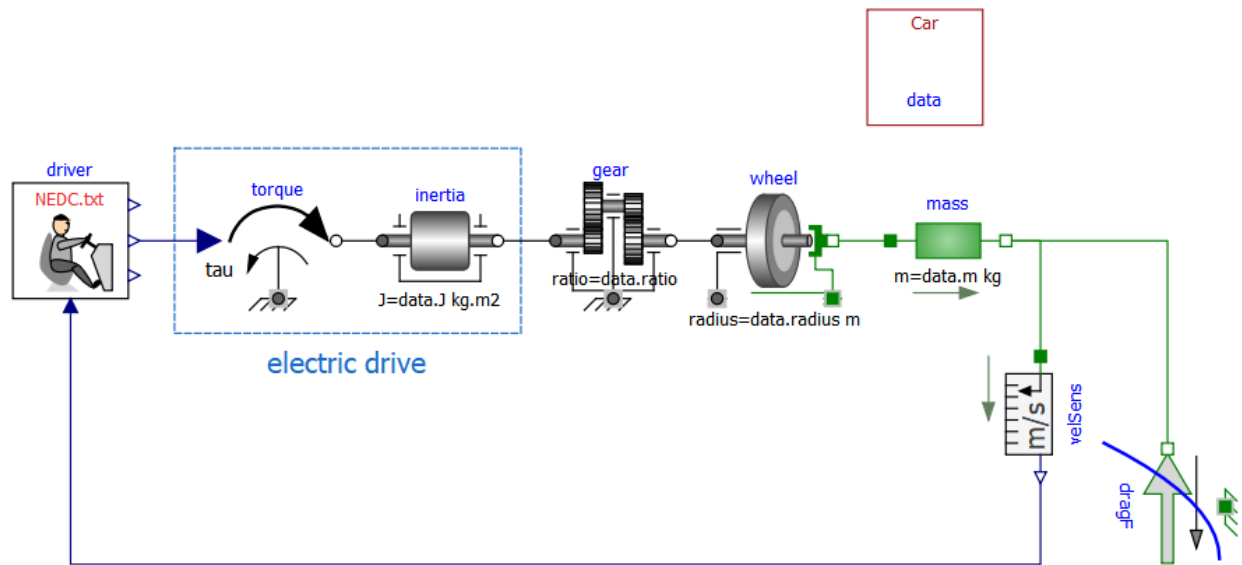 Car
data
driver
NEDC.txt
torque
tau
inertia
J=data.J kg.m2
electric drive
gear
ratio=data.ratio
wheel
radius=data.radius m
mass
m=data.m kg
m/s
velSens
dragF